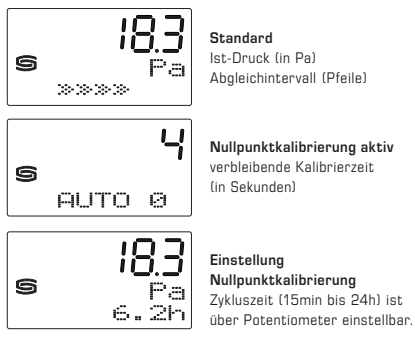 18.3
Pa
>>>>
Standard
Ist-Druck (in Pa)
Abgleichintervall (Pfeile)
4
AUTO 0
Nullpunktkalibrierung aktiv
verbleibende Kalibrierzeit
(in Sekunden)
18.3
Pa
6.2h
Einstellung
Nullpunktkalibrierung
Zykluszeit (15min bis 24h) ist
über Potentiometer einstellbar.